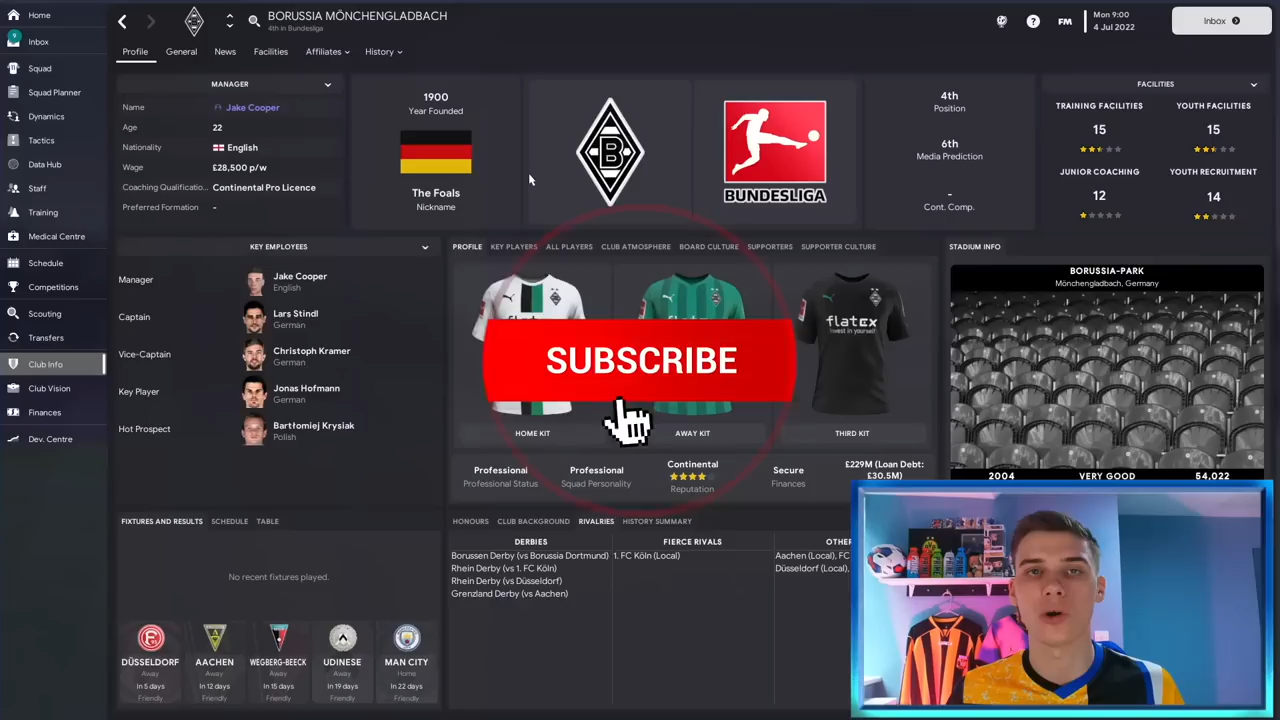 Home
9
Inbox
Squad
Squad Planner
Dynamics
Tactics
Data Hub
Staff
Training
Medical Centre
Schedule
Competitions
Scouting
Transfers
Club Info
Club Vision
Finances
Dev. Centre
BORUSSIA MÖNCHENGLADBACH
4th in Bundesliga
?
FM
Mon 9:00
4 Jul 2022
Inbox
Profile
General
News
Facilities
Affiliates
History
MANAGER
Name
Jake Cooper
Age
22
Nationality
English
Wage
£28,500 p/w
Coaching Qualificatio...
Continental Pro Licence
Preferred Formation
-
1900
Year Founded
The Foals
Nickname
B
BUNDESLIGA
4th
Position
6th
Media Prediction
-
Cont. Comp.
FACILITIES
TRAINING FACILITIES
YOUTH FACILITIES
15
15
JUNIOR COACHING
YOUTH RECRUITMENT
12
14
KEY EMPLOYEES
Manager
Jake Cooper
English
Captain
Lars Stindl
German
Vice-Captain
Christoph Kramer
German
Key Player
Jonas Hofmann
German
Hot Prospect
Bartłomiej Krysiak
Polish
PROFILE
KEY PLAYERS
ALL PLAYERS
CLUB ATMOSPHERE
BOARD CULTURE
SUPPORTERS
SUPPORTER CULTURE
flatex
invest in yourself
SUBSCRIBE
HOME KIT
AWAY KIT
THIRD KIT
Professional
Professional Status
Professional
Squad Personality
Continental
Reputation
Secure
Finances
£229M (Loan Debt:
£30.5M)
STADIUM INFO
BORUSSIA-PARK
Mönchengladbach, Germany
2004
VERY GOOD
54,022
FIXTURES AND RESULTS
SCHEDULE
TABLE
No recent fixtures played.
DÜSSELDORF
Away
In 5 days
Friendly
AACHEN
Away
In 12 days
Friendly
WEGBERG-BEECK
Away
In 15 days
Friendly
UDINESE
Away
In 19 days
Friendly
MAN CITY
Home
In 22 days
Friendly
HONOURS
CLUB BACKGROUND
RIVALRIES
HISTORY SUMMARY
DERBIES
Borussen Derby (vs Borussia Dortmund)
Rhein Derby (vs 1. FC Köln)
Rhein Derby (vs Düsseldorf)
Grenzland Derby (vs Aachen)
FIERCE RIVALS
1. FC Köln (Local)
OTHER
Aachen (Local), FC
Düsseldorf (Local),